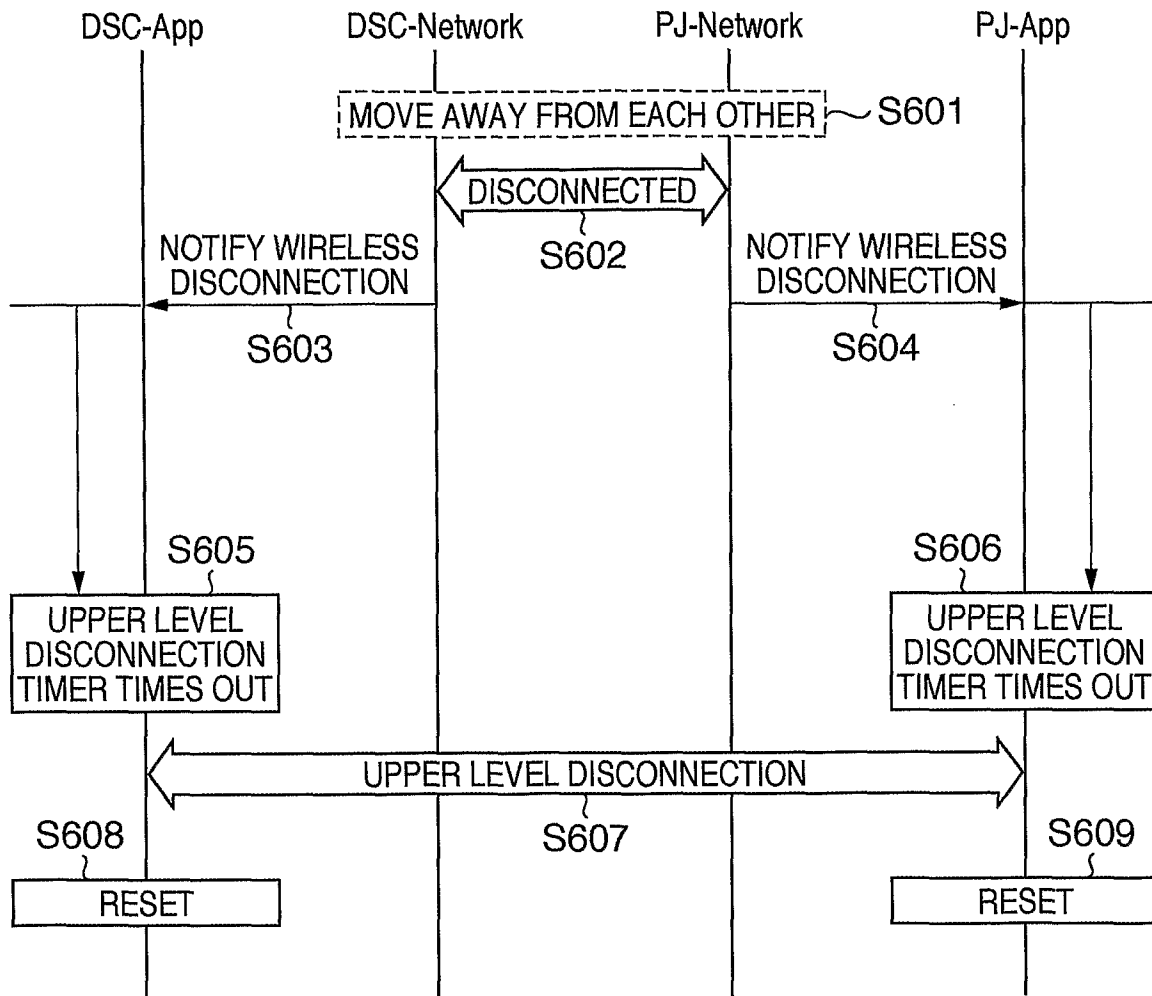 DSC-App
DSC-Network
PJ-Network
PJ-App
MOVE AWAY FROM EACH OTHER
S601
DISCONNECTED
S602
NOTIFY WIRELESS
DISCONNECTION
S603
NOTIFY WIRELESS
DISCONNECTION
S604
S605
UPPER LEVEL
DISCONNECTION
TIMER TIMES OUT
S606
UPPER LEVEL
DISCONNECTION
TIMER TIMES OUT
UPPER LEVEL DISCONNECTION
S607
S608
RESET
S609
RESET